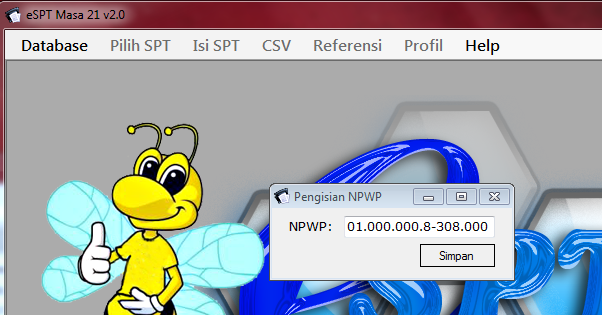 eSPT Masa 21 v2.0
Database Pilih SPT Isi SPT CSV Referensi Profil Help
Pengisian NPWP
NPWP: 01.000.000.8-308.000
Simpan